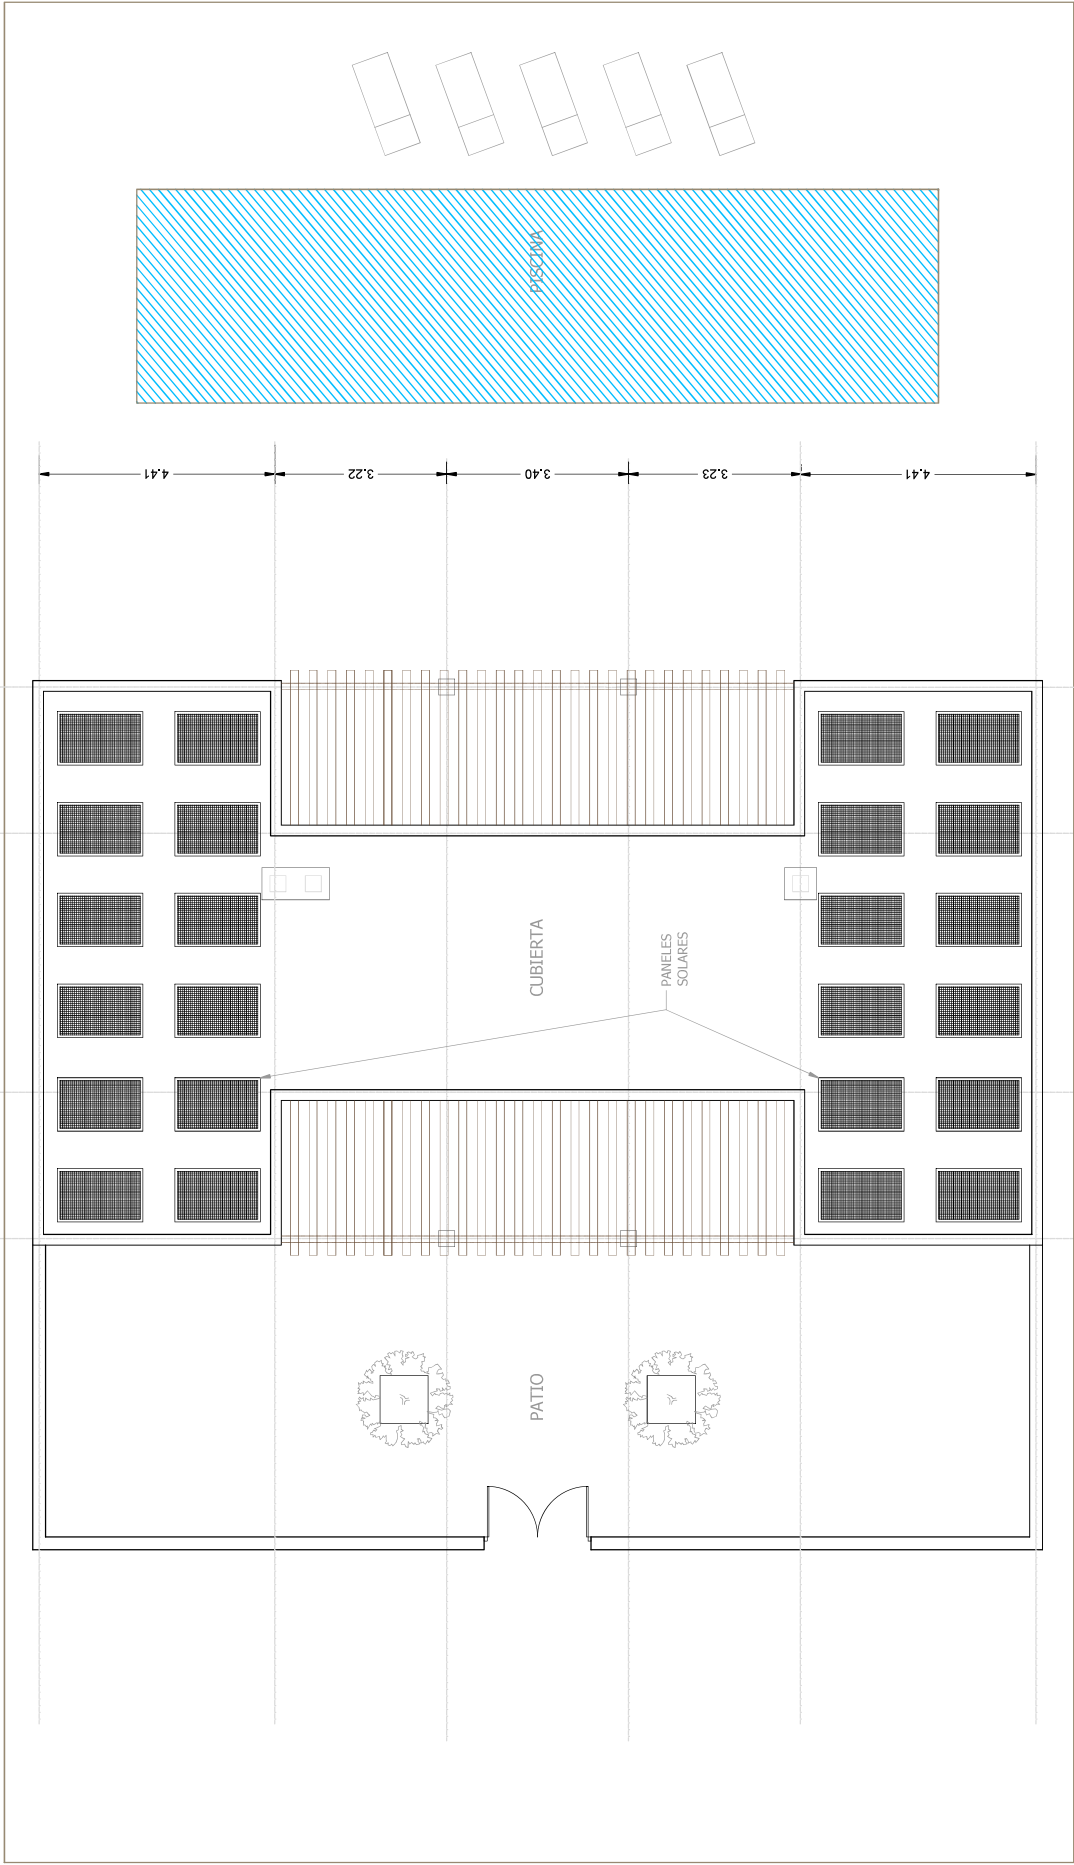 PISCINA
4.41
3.22
3.40
3.23
4.41
CUBIERTA
PANELES
SOLARES
PATIO